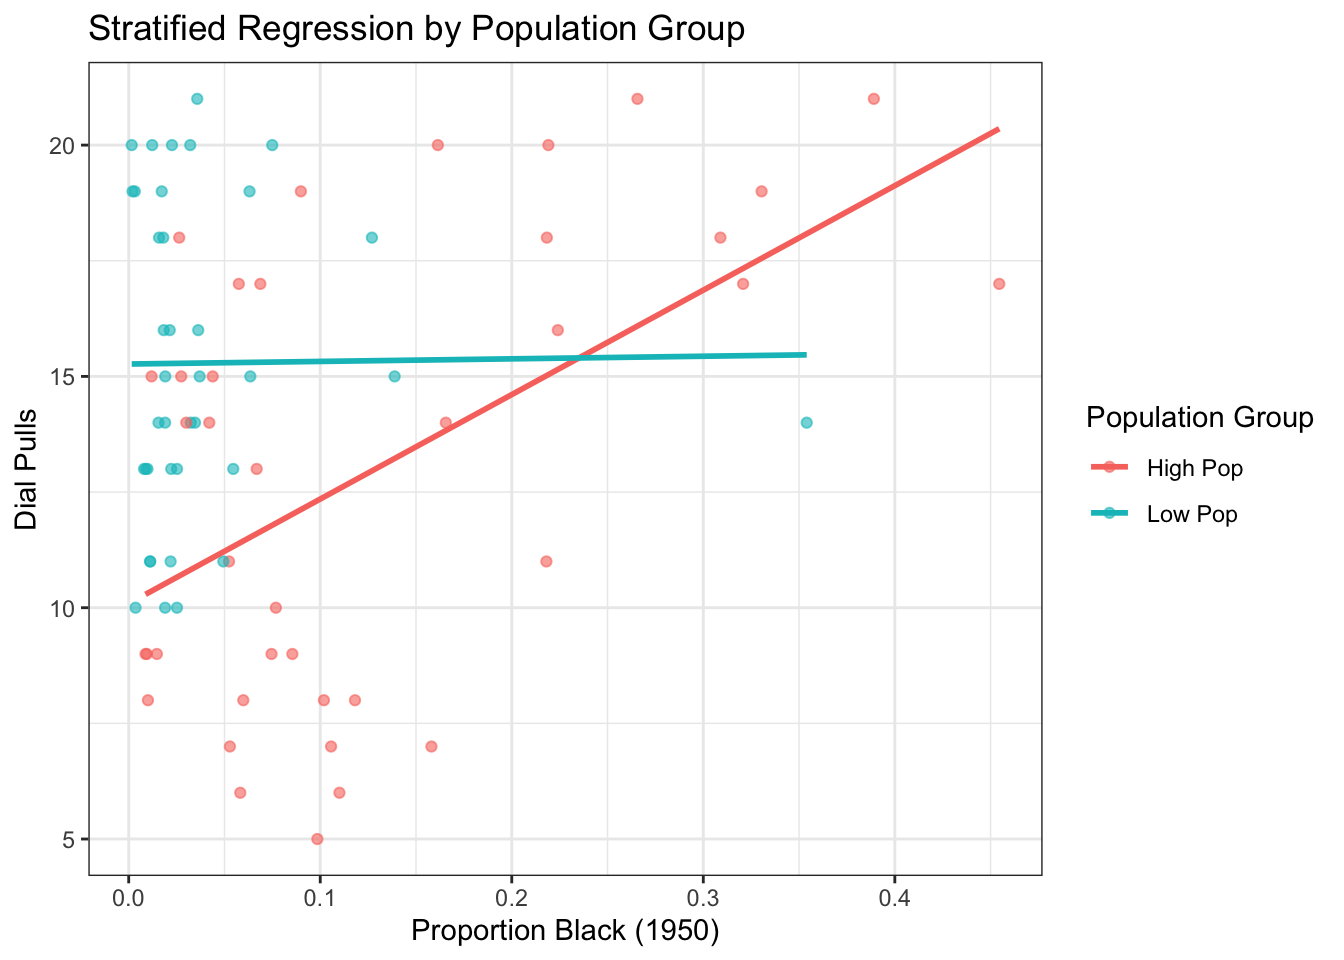 Stratified Regression by Population Group
20
15
10
5
Dial Pulls
0.0 0.1 0.2 0.3 0.4
Proportion Black (1950)
Population Group
High Pop
Low Pop